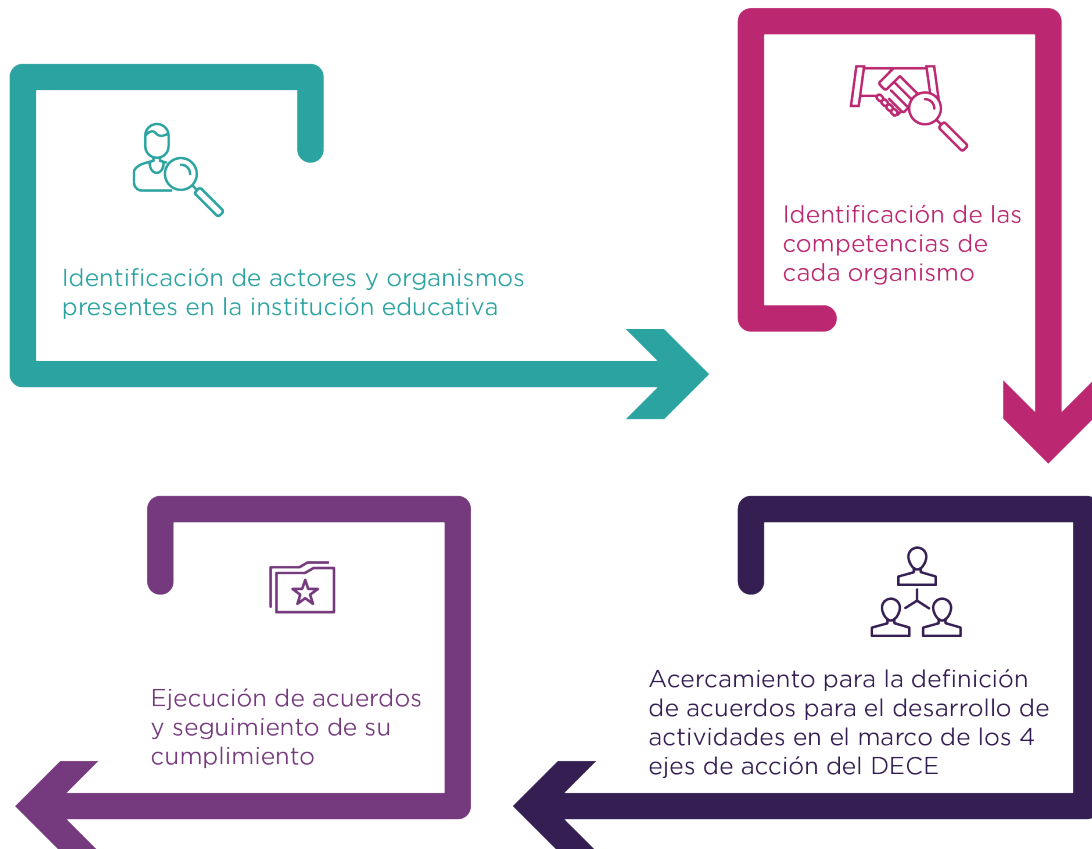 Identificación de actores y organismos
presentes en la institución educativa
Identificación de las
competencias de
cada organismo
Acercamiento para la definición
de acuerdos para el desarrollo de
actividades en el marco de los 4
ejes de acción del DECE
Ejecución de acuerdos
y seguimiento de su
cumplimiento